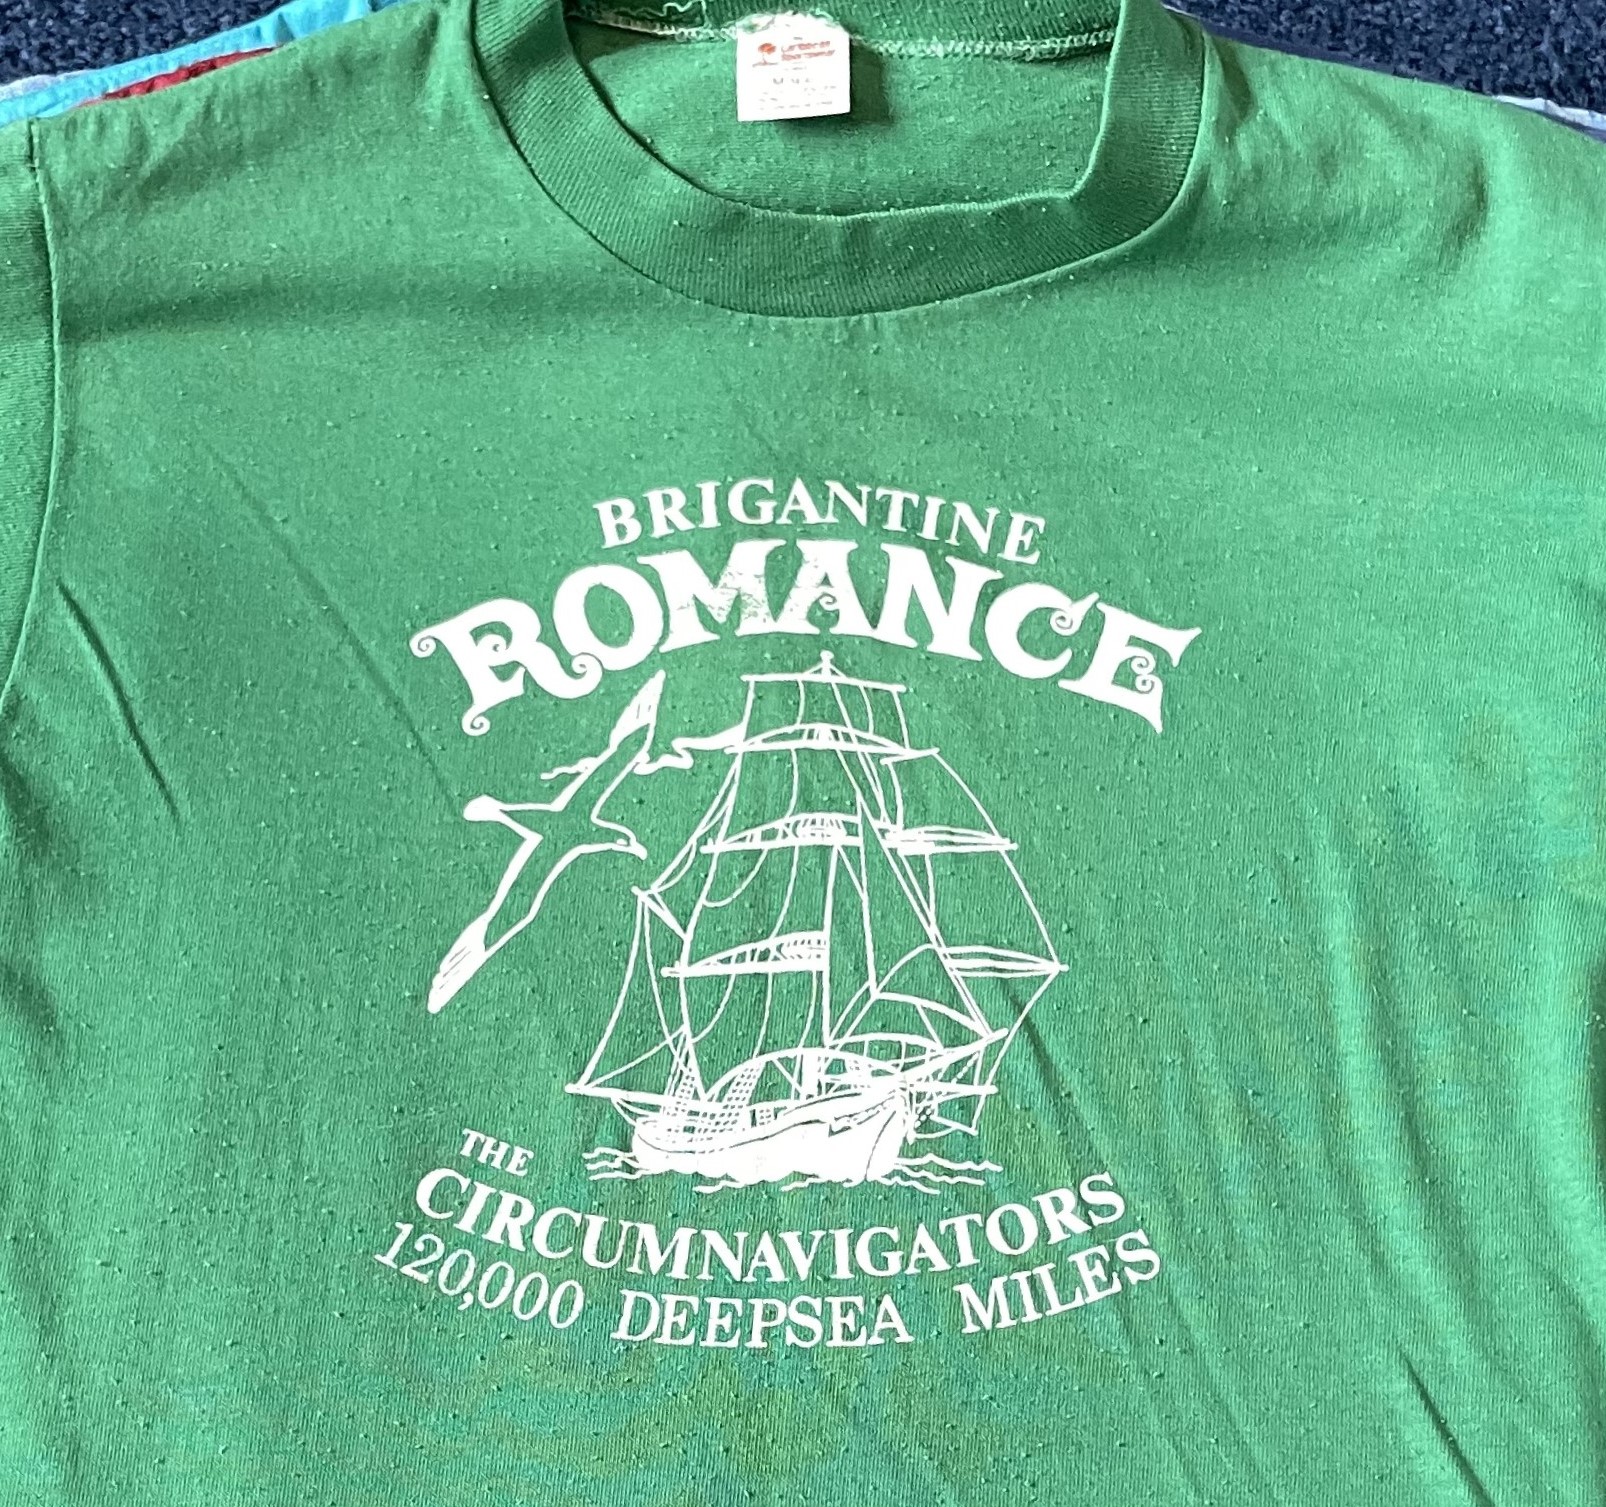 BRIGANTINE
ROMANCE
THE
CIRCUMNAVIGATORS
120,000 DEEPSEA MILES